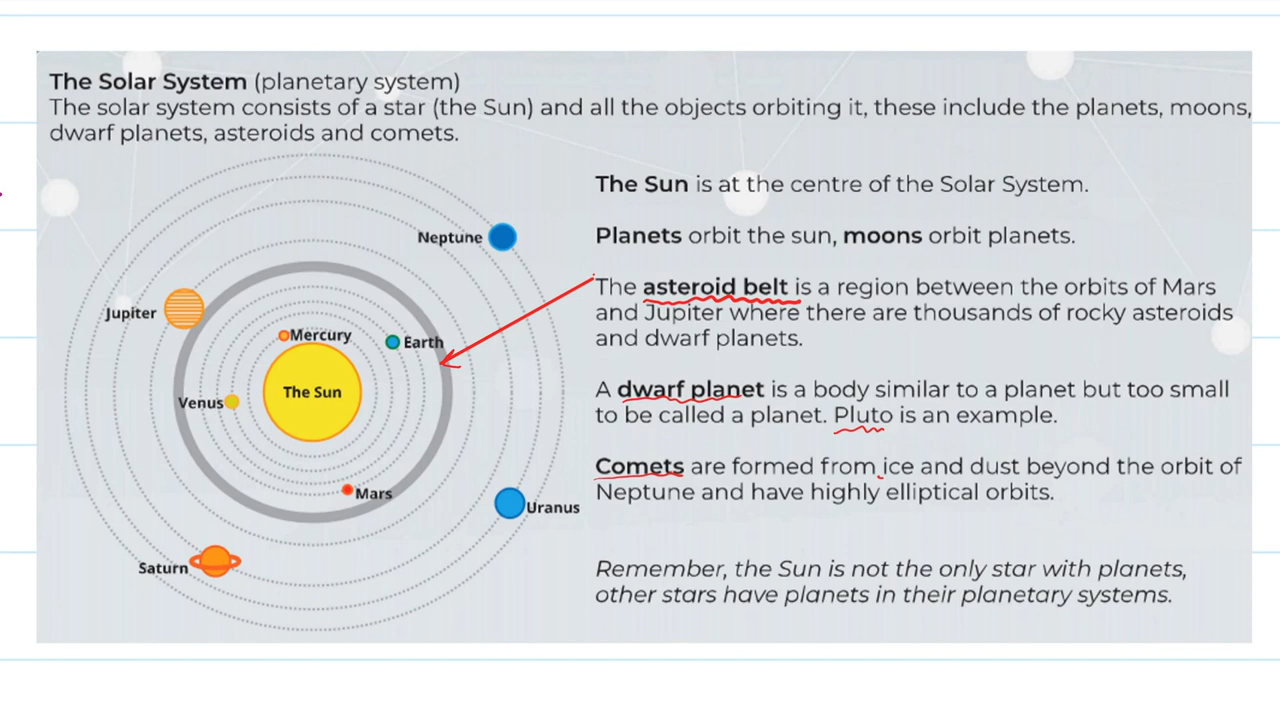 The Solar System (planetary system)
The solar system consists of a star (the Sun) and all the objects orbiting it, these include the planets, moons,
dwarf planets, asteroids and comets.
The Sun is at the centre of the Solar System.
Neptune
Planets orbit the sun, moons orbit planets.
The asteroid belt is a region between the orbits of Mars
and Jupiter where there are thousands of rocky asteroids
and dwarf planets.
Jupiter
Mercury
Earth
The Sun
Venus
A dwarf planet is a body similar to a planet but too small
to be called a planet. Pluto is an example.
Comets are formed from ice and dust beyond the orbit of
Neptune and have highly elliptical orbits.
Mars
Uranus
Saturn
Remember, the Sun is not the only star with planets,
other stars have planets in their planetary systems.